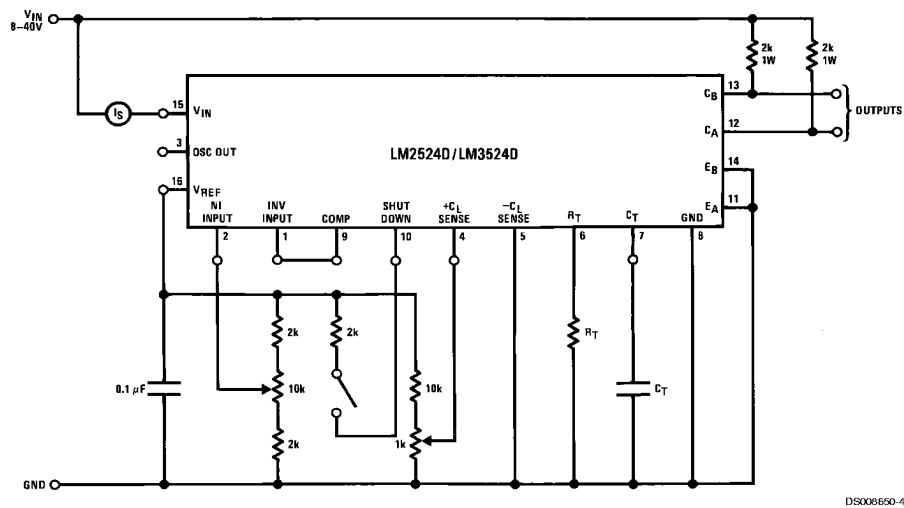 VIN
8–40V
2k
1W
2k
1W
IS
15
VIN
3
OSC OUT
16
VREF
LM2524D/LM3524D
CB
13
CA
12
OUTPUTS
EB
14
EA
11
NI
INPUT
INV
INPUT
COMP
SHUT
DOWN
+CL
SENSE
−CL
SENSE
RT
CT
GND
2
1
9
10
4
5
6
7
8
2k
2k
0.1 μF
10k
10k
RT
CT
2k
1k
GND
DS008650-4